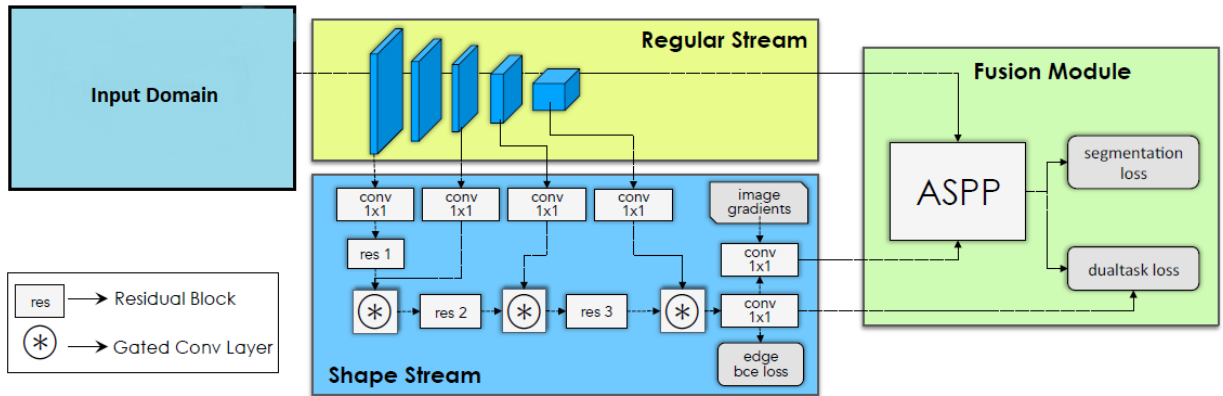 Input Domain
Regular Stream
Fusion Module
ASPP
segmentation
loss
dualtask loss
conv
1x1
conv
1x1
conv
1x1
conv
1x1
image
gradients
res 1
conv
1x1
res 2
res 3
conv
1x1
edge
bce loss
Shape Stream
res
Residual Block
Gated Conv Layer